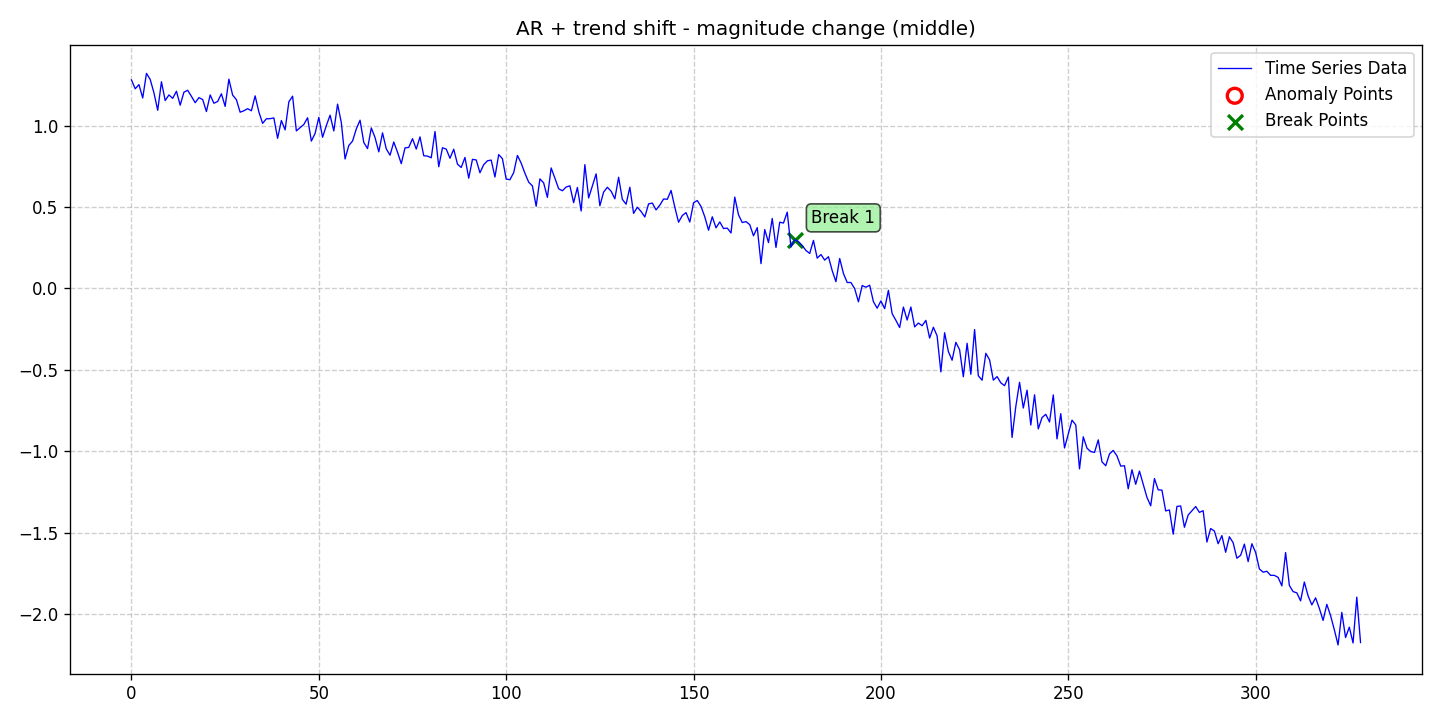 AR + trend shift - magnitude change (middle)
Time Series Data
Anomaly Points
Break Points
Break 1
1.0
0.5
0.0
−0.5
−1.0
−1.5
−2.0
0 50 100 150 200 250 300